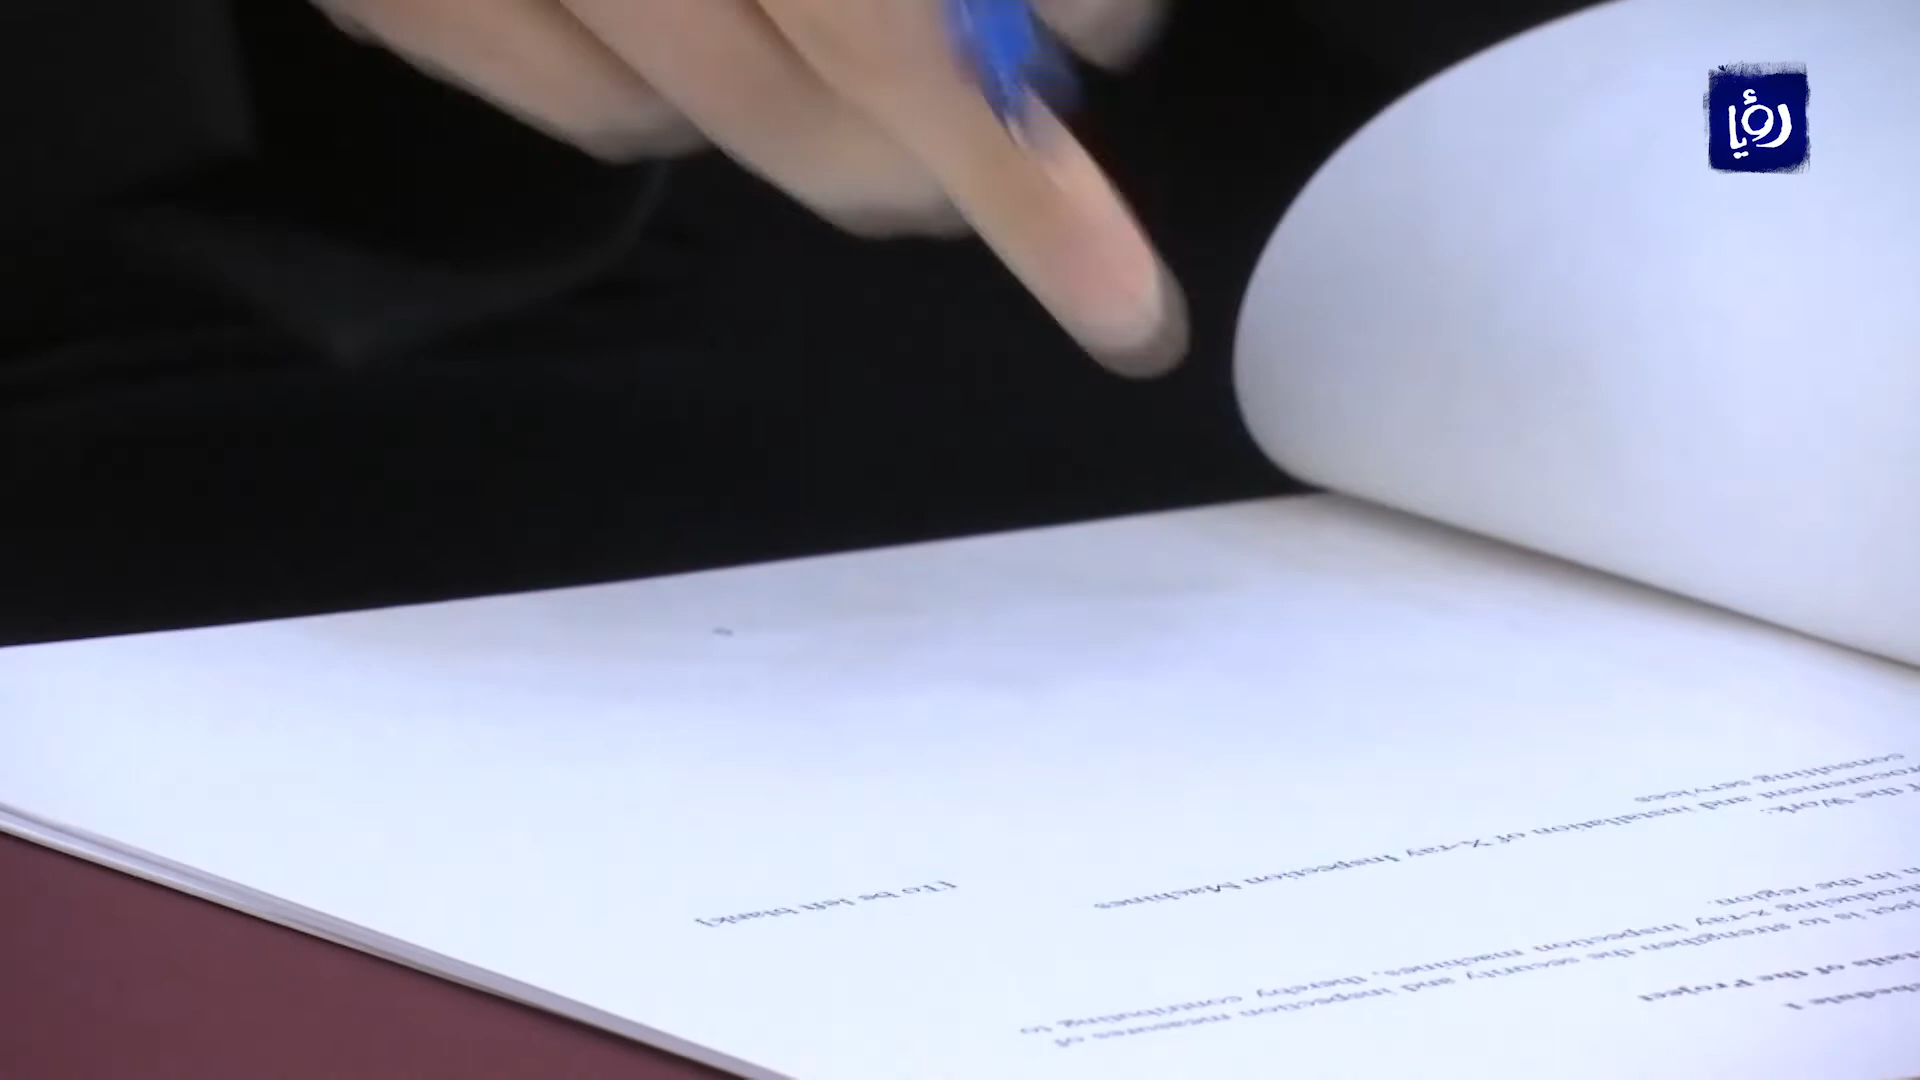 رؤيا
Schedule 1
Details of the Project
project is to strengthen the security and inspection measures of
introducing x-ray inspection machines, thereby contributing to
in the region.
of the Work:
procurement and installation of X-ray Inspection Machines
consulting services
[To be left blank]